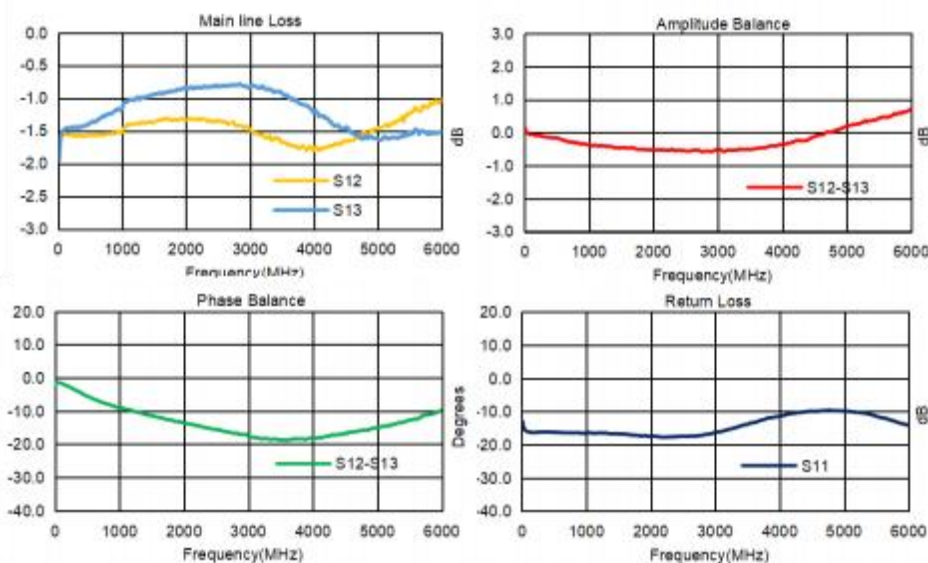 Main line Loss
0.0
-0.5
-1.0
-1.5
-2.0
-2.5
-3.0
S12
S13
0 1000 2000 3000 4000 5000 6000
Frequency(MHz)
Amplitude Balance
3.0
2.0
1.0
0.0
-1.0
-2.0
-3.0
dB
S12-S13
0 1000 2000 3000 4000 5000 6000
Frequency(MHz)
dB
Phase Balance
20.0
10.0
0.0
-10.0
-20.0
-30.0
-40.0
S12-S13
0 1000 2000 3000 4000 5000 6000
Frequency(MHz)
Return Loss
20.0
10.0
0.0
-10.0
-20.0
-30.0
-40.0
Degrees
S11
0 1000 2000 3000 4000 5000 6000
Frequency(MHz)
dB